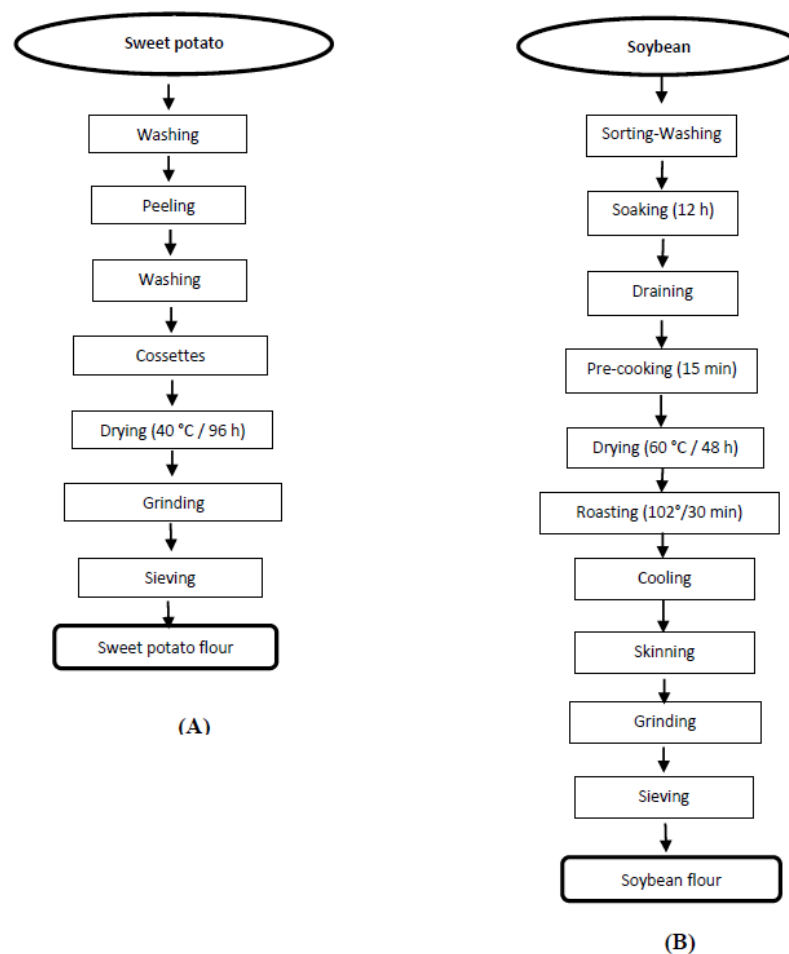 Sweet potato
Washing
Peeling
Washing
Cossettes
Drying (40 °C / 96 h)
Grinding
Sieving
Sweet potato flour
(A)
Soybean
Sorting-Washing
Soaking (12 h)
Draining
Pre-cooking (15 min)
Drying (60 °C / 48 h)
Roasting (102°/30 min)
Cooling
Skinning
Grinding
Sieving
Soybean flour
(B)